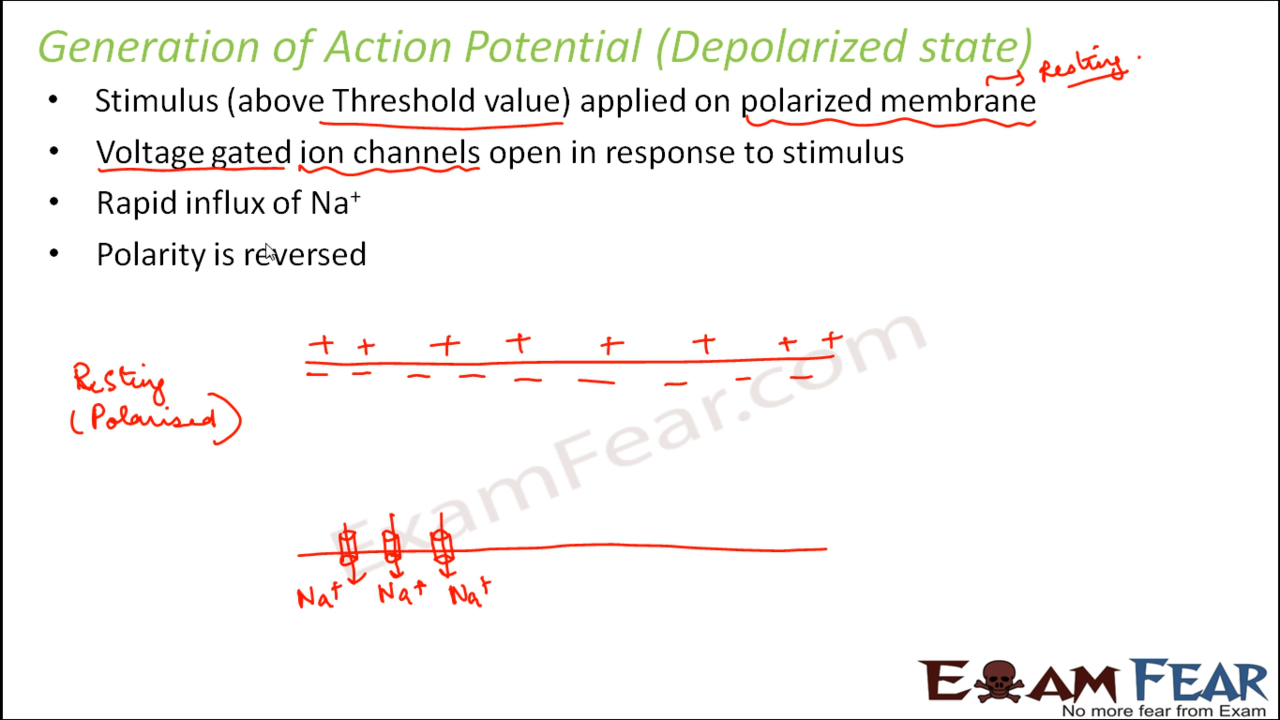 Generation of Action Potential (Depolarized state)
Resting.
• Stimulus (above Threshold value) applied on polarized membrane
• Voltage gated ion channels open in response to stimulus
• Rapid influx of Na⁺
• Polarity is reversed
+ + + + + + + +
− − − − − − − − −
Resting
(Polarised)
ExamFear.com
Na⁺ Na⁺ Na⁺
EXAM FEAR
No more fear from Exam